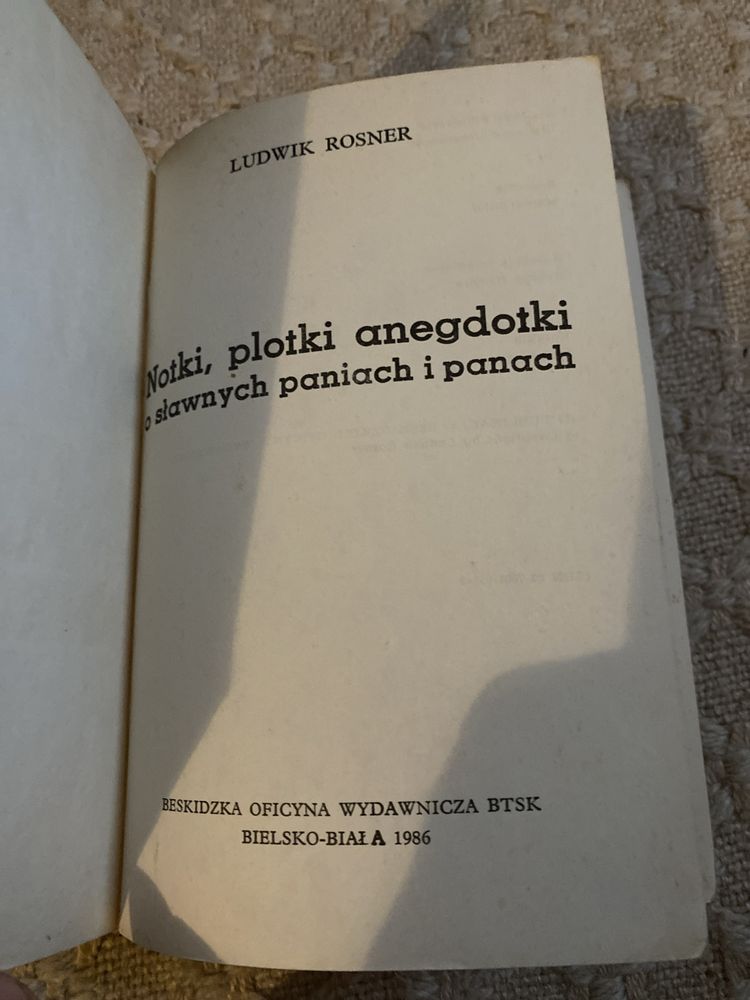 LUDWIK ROSNER
Notki, plotki anegdotki
o sławnych paniach i panach
BESKIDZKA OFICYNA WYDAWNICZA BTSK
BIELSKO-BIAŁA 1986